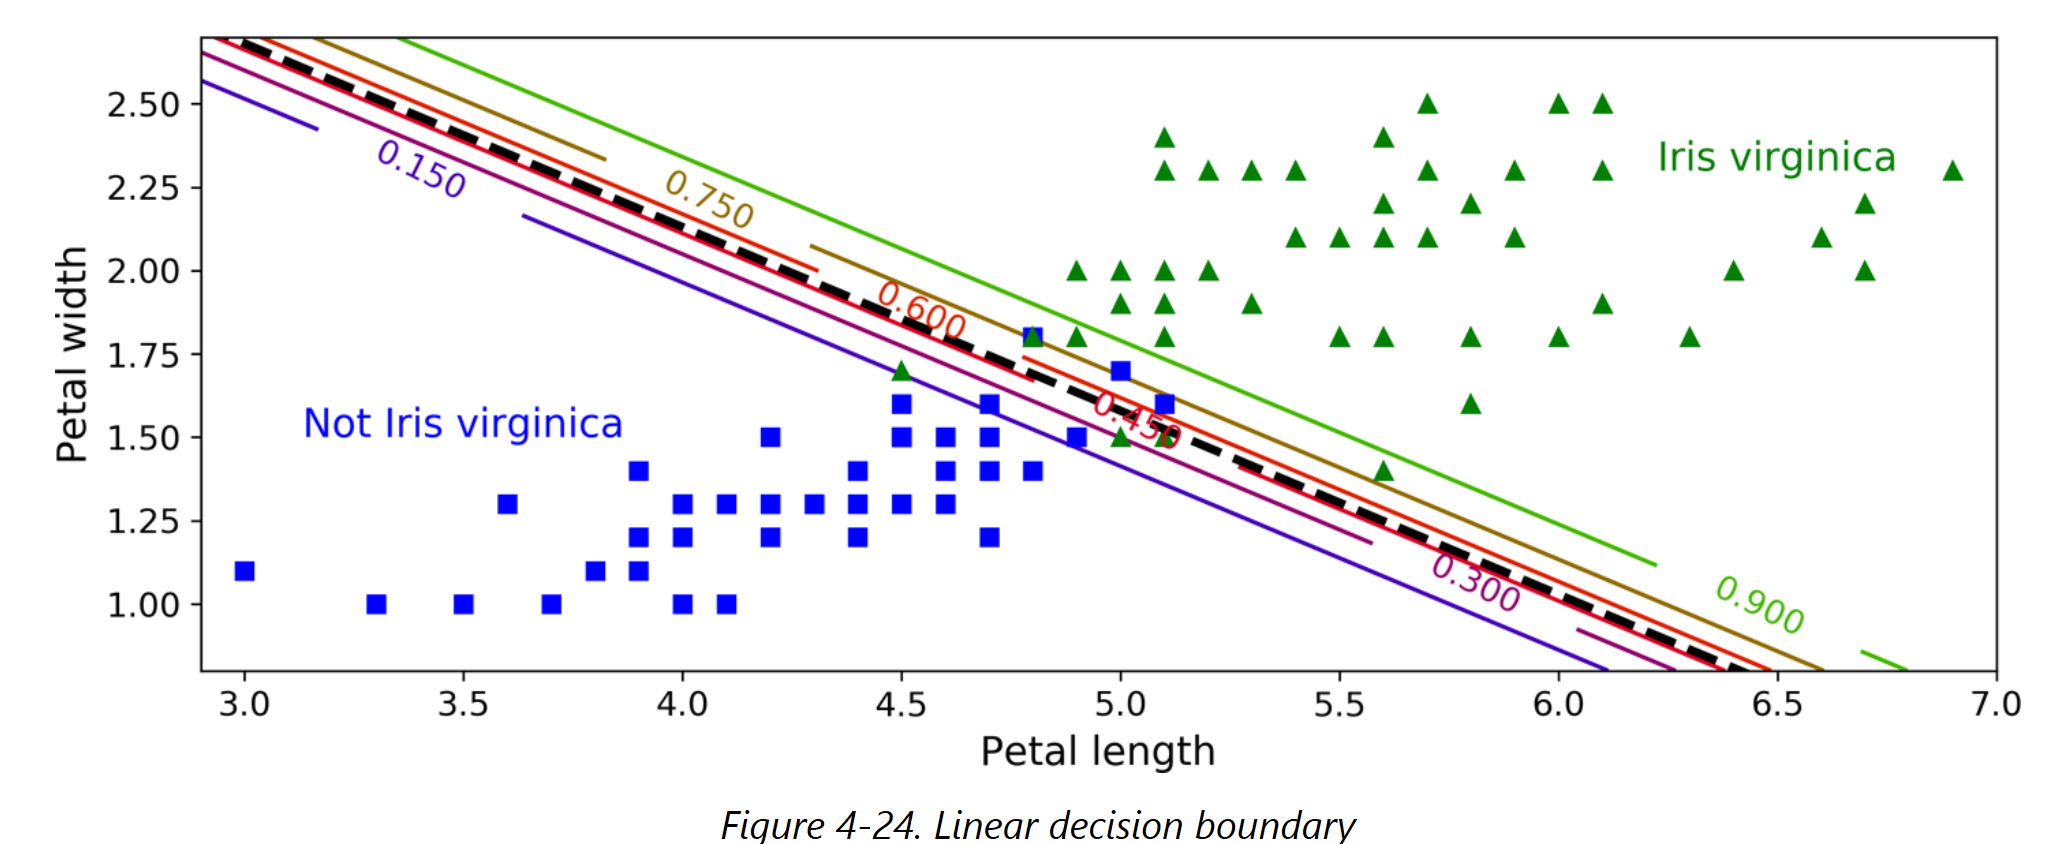 2.50
2.25
2.00
1.75
1.50
1.25
1.00
Petal width
0.150
0.750
0.600
0.450
0.300
0.900
Iris virginica
Not Iris virginica
3.0 3.5 4.0 4.5 5.0 5.5 6.0 6.5 7.0
Petal length
Figure 4-24. Linear decision boundary